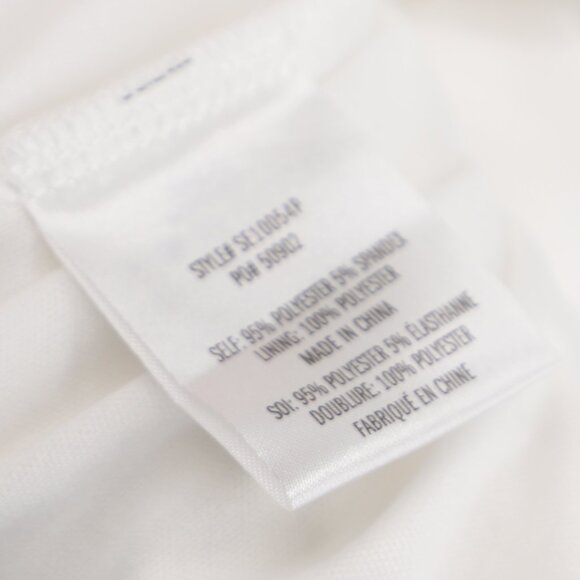 STYLE# SE10054P
PO# 50902
SELF: 95% POLYESTER 5% SPANDEX
LINING: 100% POLYESTER
MADE IN CHINA
SOI: 95% POLYESTER 5% ÉLASTHANNE
DOUBLURE: 100% POLYESTER
FABRIQUÉ EN CHINE